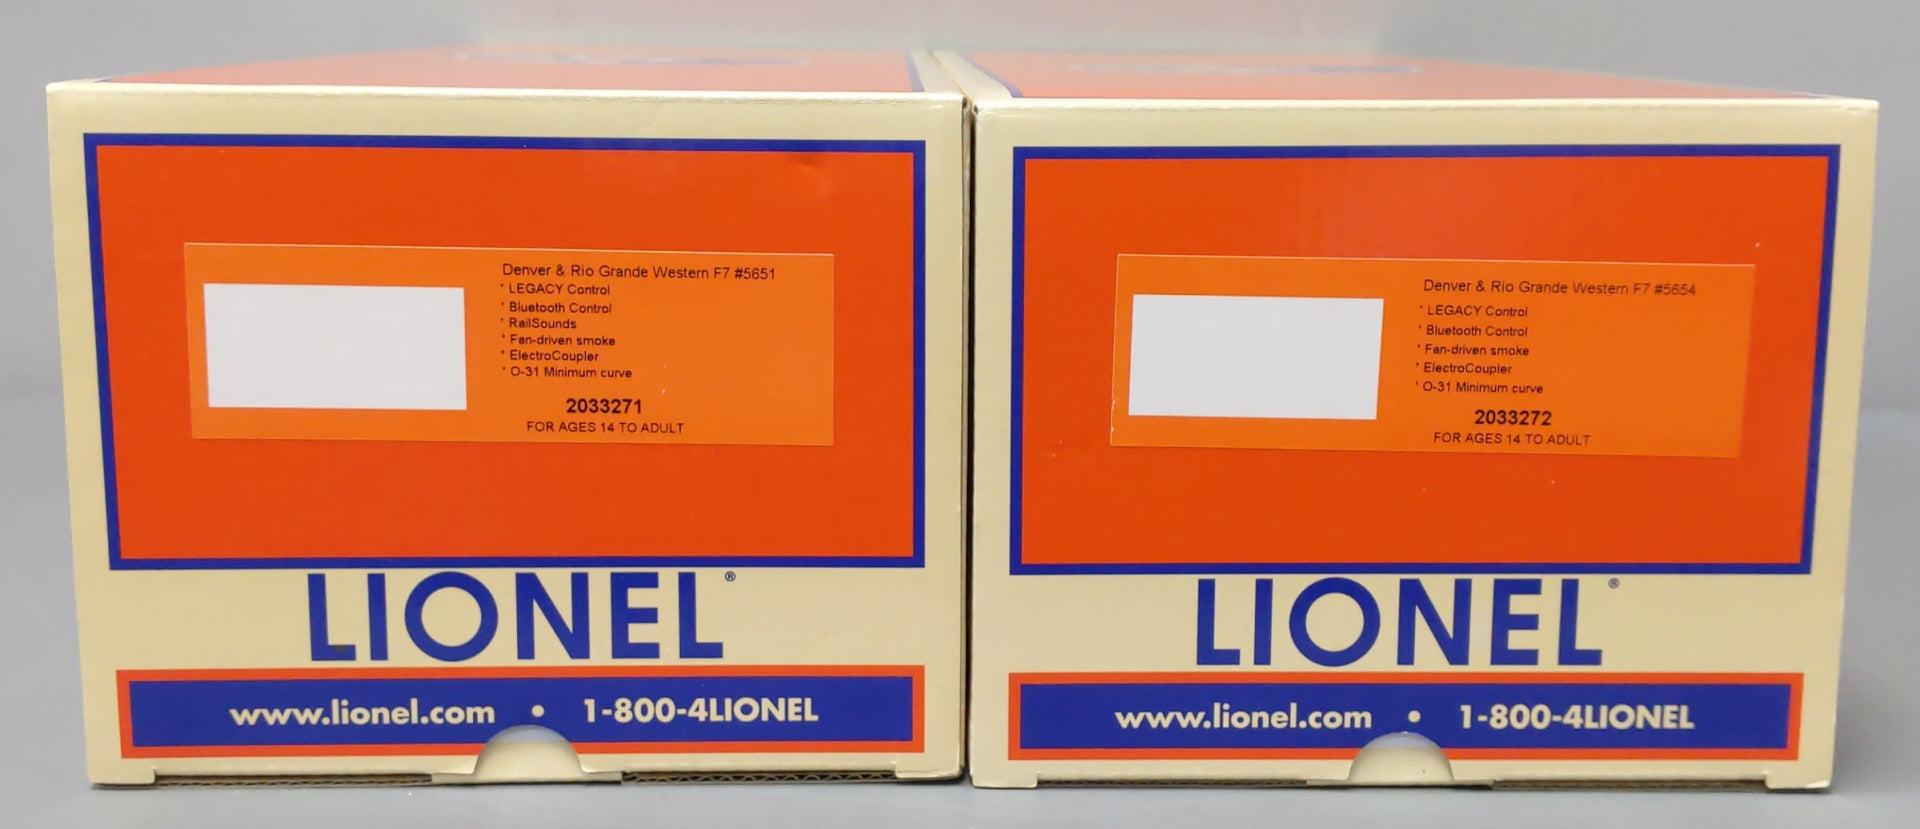 Denver & Rio Grande Western F7 #5651
* LEGACY Control
* Bluetooth Control
* RailSounds
* Fan-driven smoke
* ElectroCoupler
* O-31 Minimum curve
2033271
FOR AGES 14 TO ADULT
LIONEL®
www.lionel.com • 1-800-4LIONEL
Denver & Rio Grande Western F7 #5654
* LEGACY Control
* Bluetooth Control
* Fan-driven smoke
* ElectroCoupler
* O-31 Minimum curve
2033272
FOR AGES 14 TO ADULT
LIONEL®
www.lionel.com • 1-800-4LIONEL